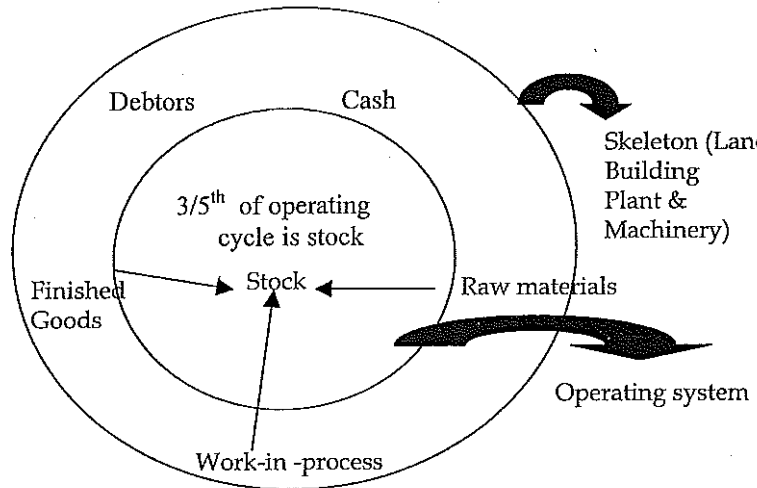 Debtors
Cash
Skeleton (Lan
Building
Plant &
Machinery)
3/5th of operating
cycle is stock
Stock
Finished
Goods
Raw materials
Operating system
Work-in -process